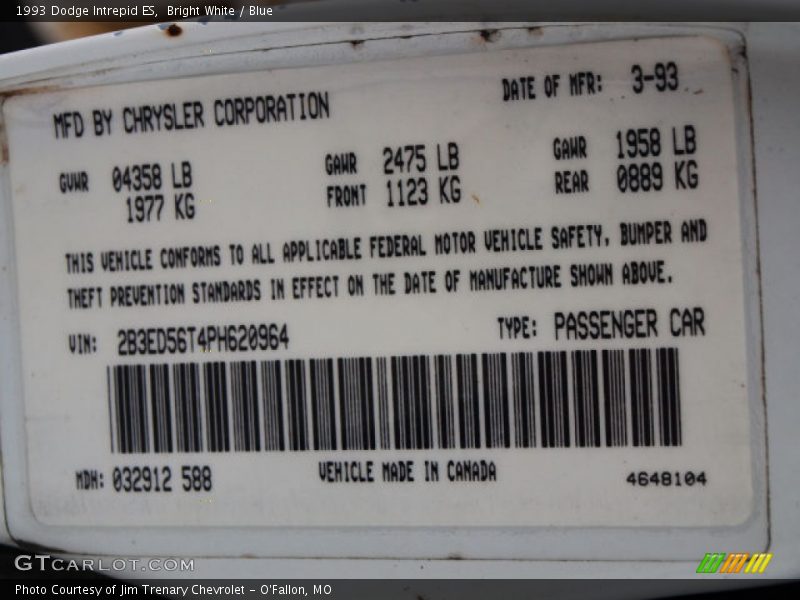 1993 Dodge Intrepid ES, Bright White / Blue
MFD BY CHRYSLER CORPORATION DATE OF MFR: 3-93
GVWR 04358 LB GAWR 2475 LB GAWR 1958 LB
1977 KG FRONT 1123 KG REAR 0889 KG
THIS VEHICLE CONFORMS TO ALL APPLICABLE FEDERAL MOTOR VEHICLE SAFETY, BUMPER AND
THEFT PREVENTION STANDARDS IN EFFECT ON THE DATE OF MANUFACTURE SHOWN ABOVE.
VIN: 2B3ED56T4PH620964 TYPE: PASSENGER CAR
MDH: 032912 588 VEHICLE MADE IN CANADA 4648104
GTcarlot.com
Photo Courtesy of Jim Trenary Chevrolet - O'Fallon, MO